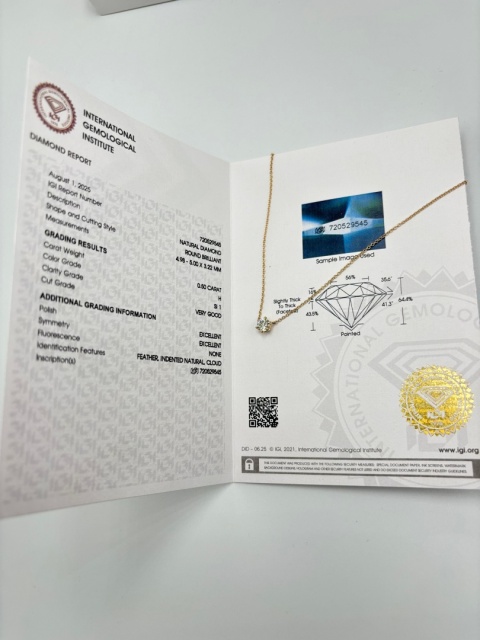 INTERNATIONAL
GEMOLOGICAL
INSTITUTE
DIAMOND REPORT
August 1, 2025
IGI Report Number 720529545
Description NATURAL DIAMOND
Shape and Cutting Style ROUND BRILLIANT
Measurements 4.98 - 5.00 X 3.22 MM
GRADING RESULTS
Carat Weight 0.50 CARAT
Color Grade H
Clarity Grade
Cut Grade VERY GOOD
ADDITIONAL GRADING INFORMATION
Polish EXCELLENT
Symmetry EXCELLENT
Fluorescence NONE
Identification Features FEATHER, INDENTED NATURAL, CLOUD
Inscription(s) 720529545
720529545
Sample Image Used
56%
35.6°
Slightly Thick
To Thick
(Faceted)
43.5%
41.3°
64.4%
Pointed
© IGI 2021, International Gemological Institute
www.igi.org